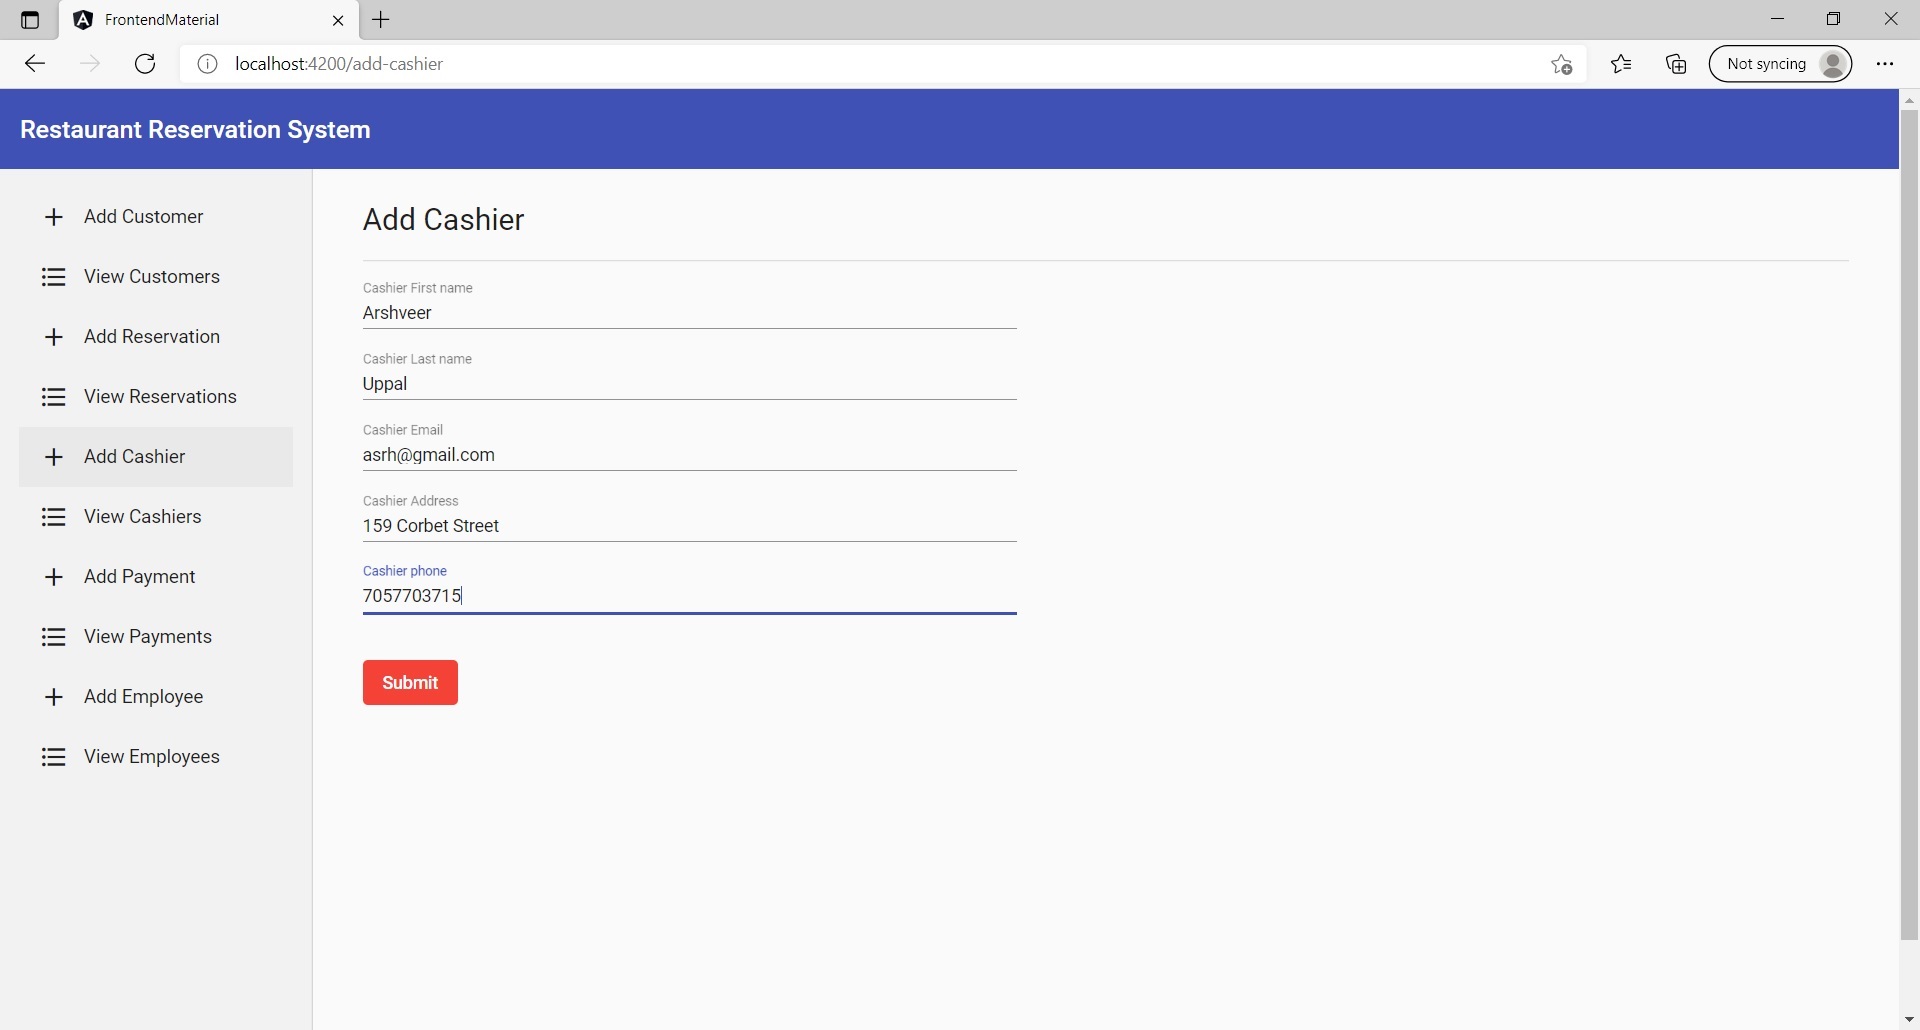 FrontendMaterial
localhost:4200/add-cashier
Not syncing
Restaurant Reservation System
Add Customer
View Customers
Add Reservation
View Reservations
Add Cashier
View Cashiers
Add Payment
View Payments
Add Employee
View Employees
Add Cashier
Cashier First name
Arshveer
Cashier Last name
Uppal
Cashier Email
asrh@gmail.com
Cashier Address
159 Corbet Street
Cashier phone
7057703715
Submit